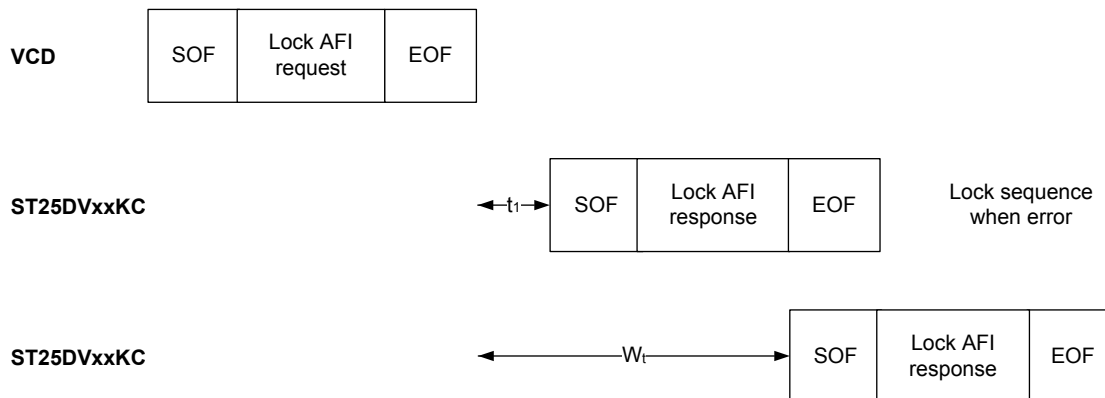 VCD
SOF
Lock AFI
request
EOF
ST25DVxxKC
t1
SOF
Lock AFI
response
EOF
Lock sequence
when error
ST25DVxxKC
Wt
SOF
Lock AFI
response
EOF